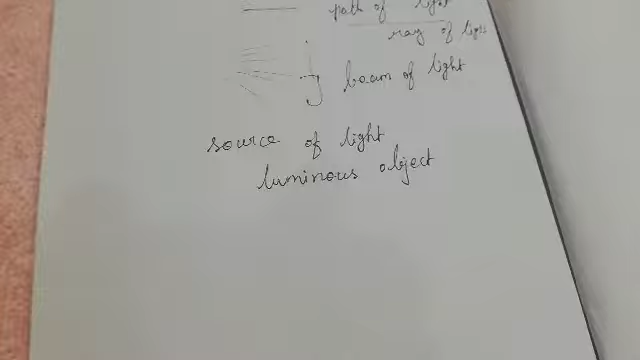 path of light
ray of light
beam of light
source of light
luminous object